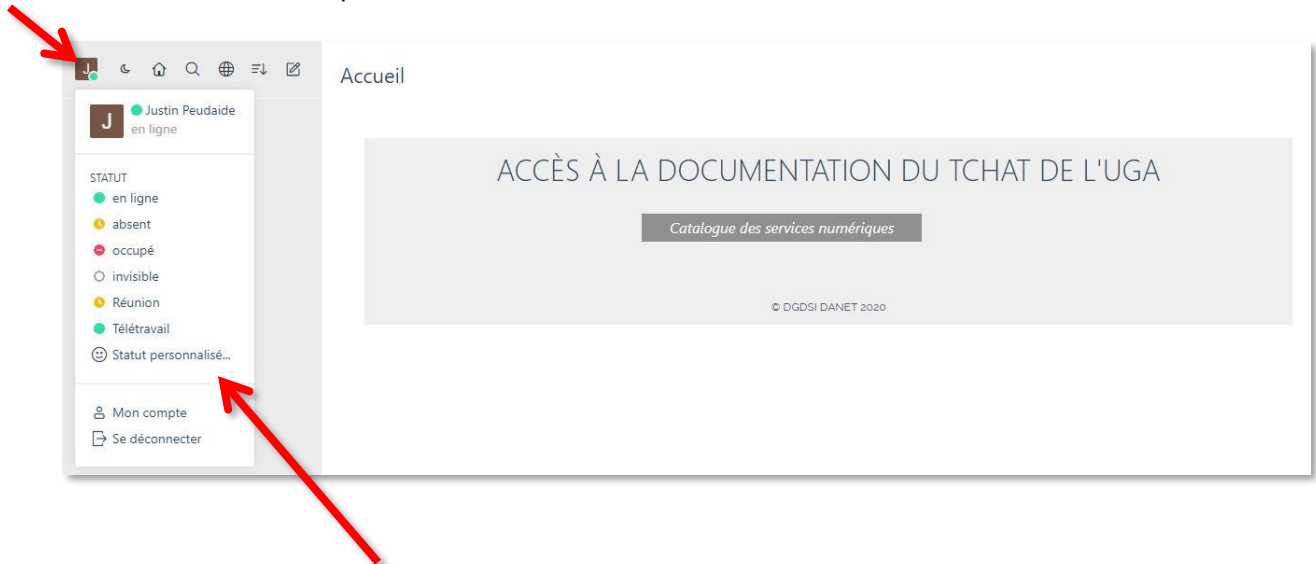 J
Accueil
J
Justin Peudaide
en ligne
STATUT
en ligne
absent
occupé
invisible
Réunion
Télétravail
Statut personnalisé...
Mon compte
Se déconnecter
ACCÈS À LA DOCUMENTATION DU TCHAT DE L'UGA
Catalogue des services numériques
© DGDSI DANET 2020